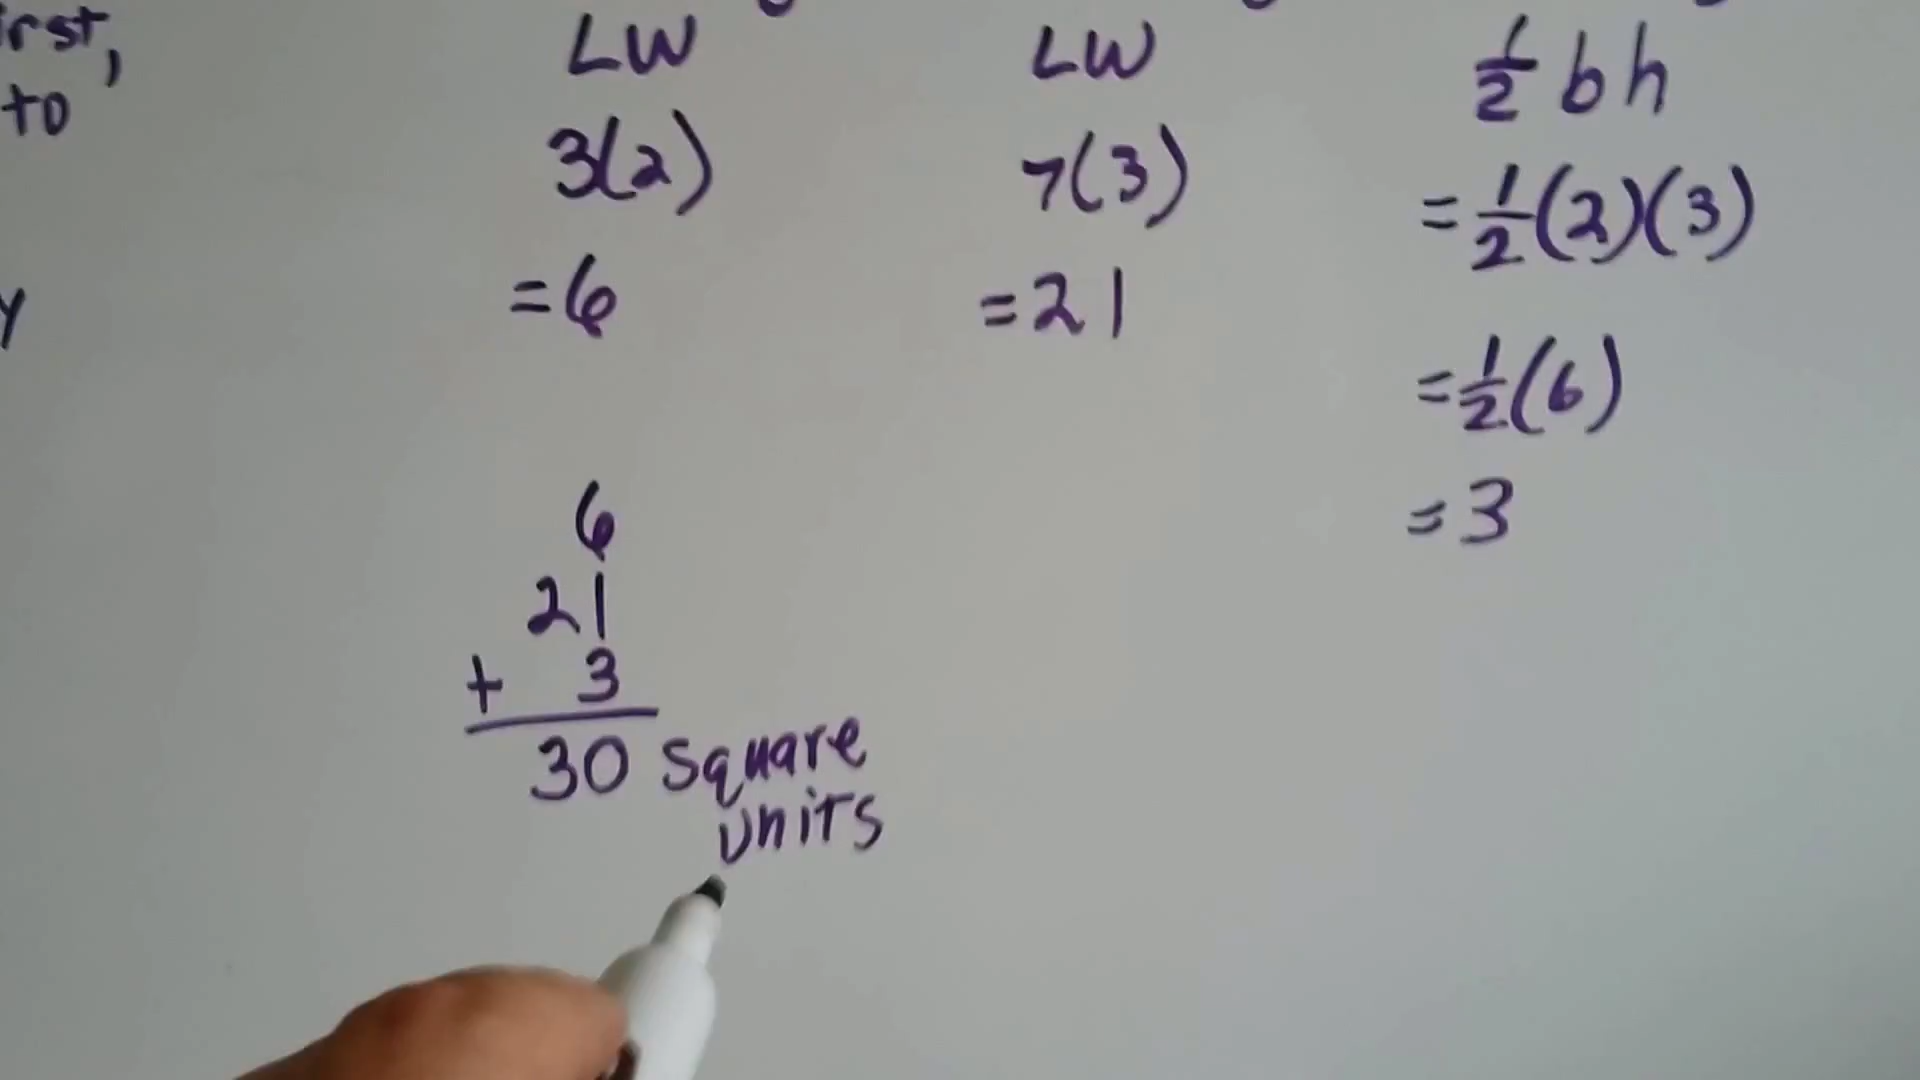 to
LW
3(2)
=6
LW
7(3)
=21
1/2 bh
=1/2(2)(3)
=1/2(6)
=3
6
21
+ 3
30 square
units